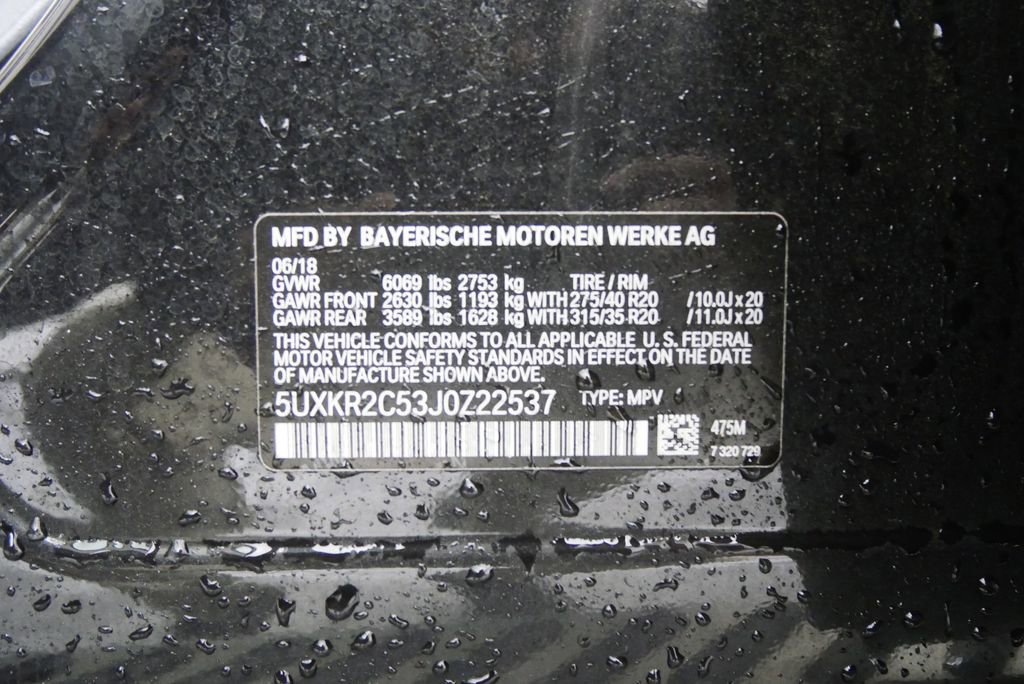 MFD BY BAYERISCHE MOTOREN WERKE AG
06/18
GVWR 6069 lbs 2753 kg TIRE / RIM
GAWR FRONT 2630 lbs 1193 kg WITH 275/40 R20 /10.0J x 20
GAWR REAR 3589 lbs 1628 kg WITH 315/35 R20 /11.0J x 20
THIS VEHICLE CONFORMS TO ALL APPLICABLE U. S. FEDERAL
MOTOR VEHICLE SAFETY STANDARDS IN EFFECT ON THE DATE
OF MANUFACTURE SHOWN ABOVE.
5UXKR2C53J0Z22537 TYPE: MPV
475M
7 320 729